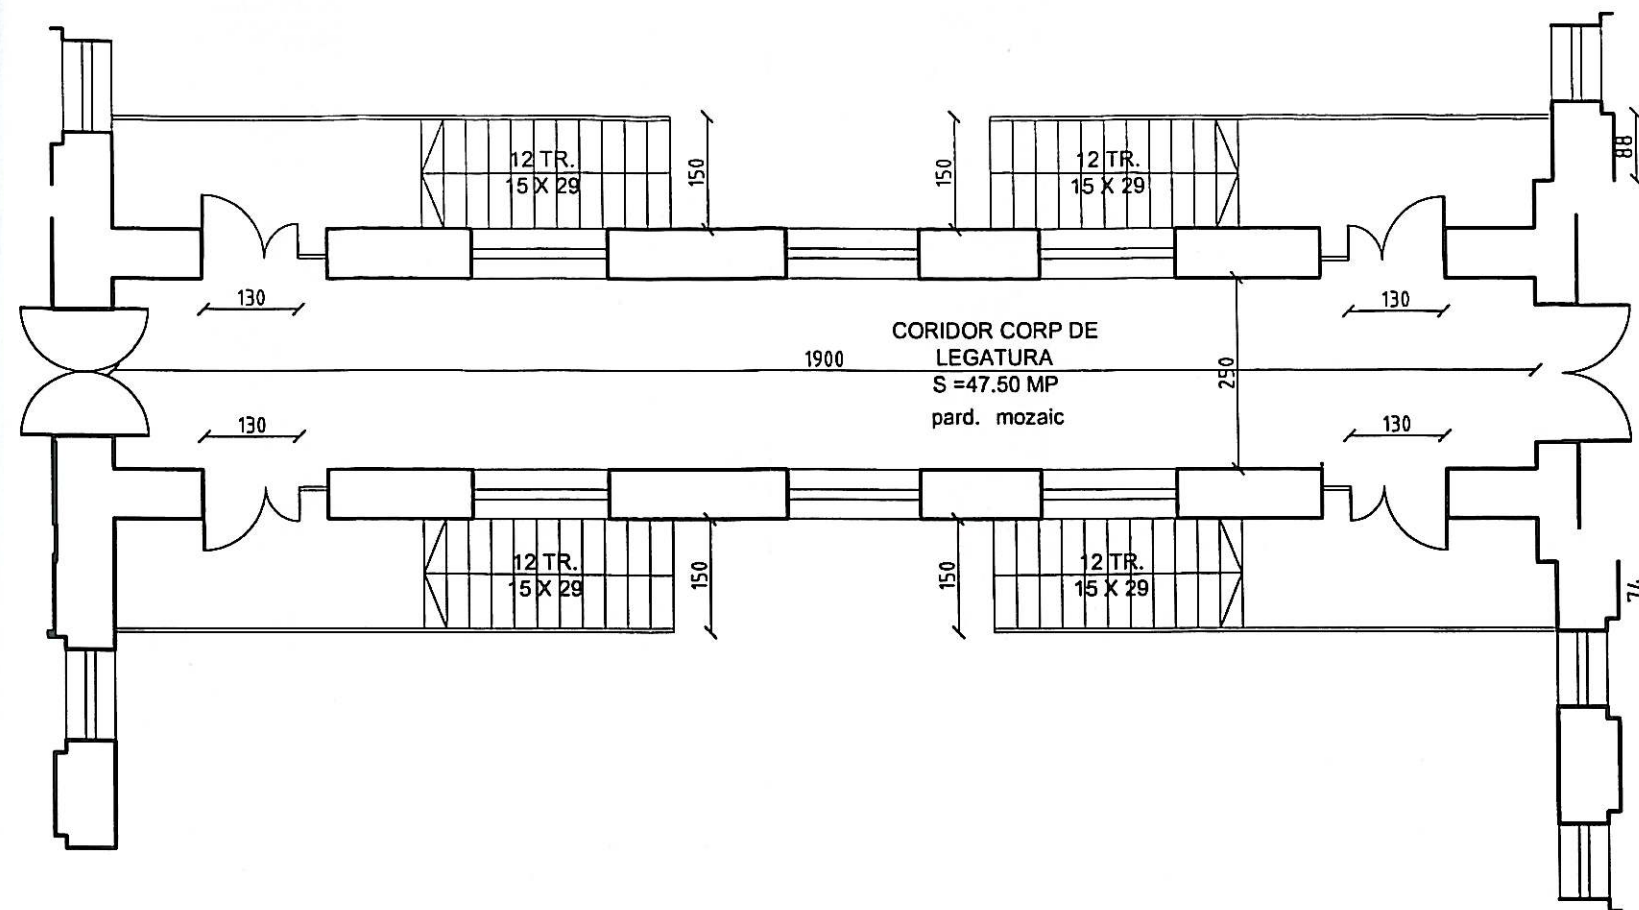 12 TR.
15 X 29
150
150
12 TR.
15 X 29
88
130
130
CORIDOR CORP DE
LEGATURA
S =47.50 MP
pard. mozaic
1900
250
130
130
12 TR.
15 X 29
150
150
12 TR.
15 X 29
74